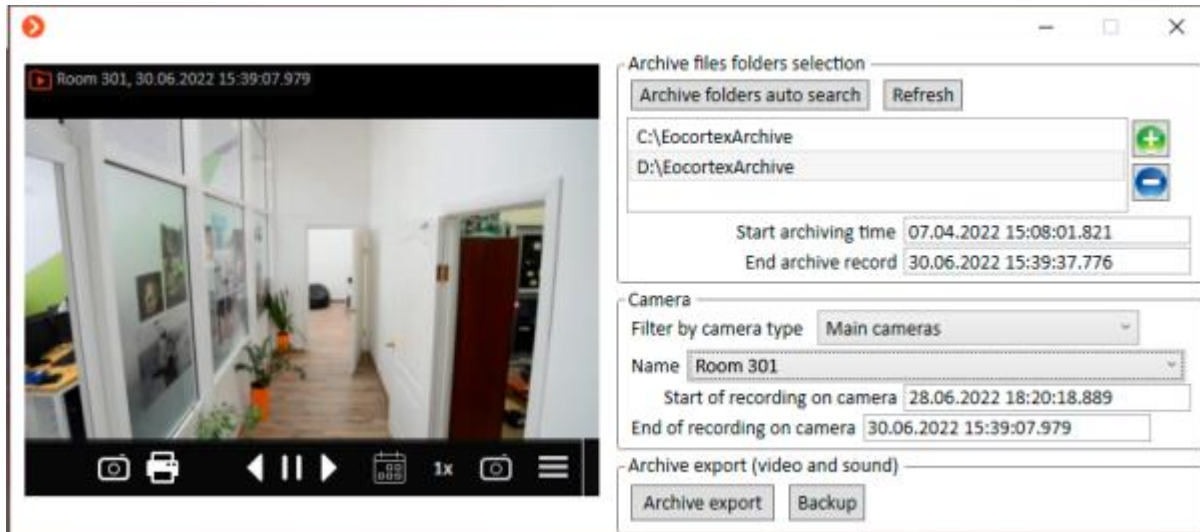 Room 301, 30.06.2022 15:39:07.979
1x
Archive files folders selection
Archive folders auto search Refresh
C:\EocortexArchive
D:\EocortexArchive
Start archiving time 07.04.2022 15:08:01.821
End archive record 30.06.2022 15:39:37.776
Camera
Filter by camera type Main cameras
Name Room 301
Start of recording on camera 28.06.2022 18:20:18.889
End of recording on camera 30.06.2022 15:39:07.979
Archive export (video and sound)
Archive export Backup